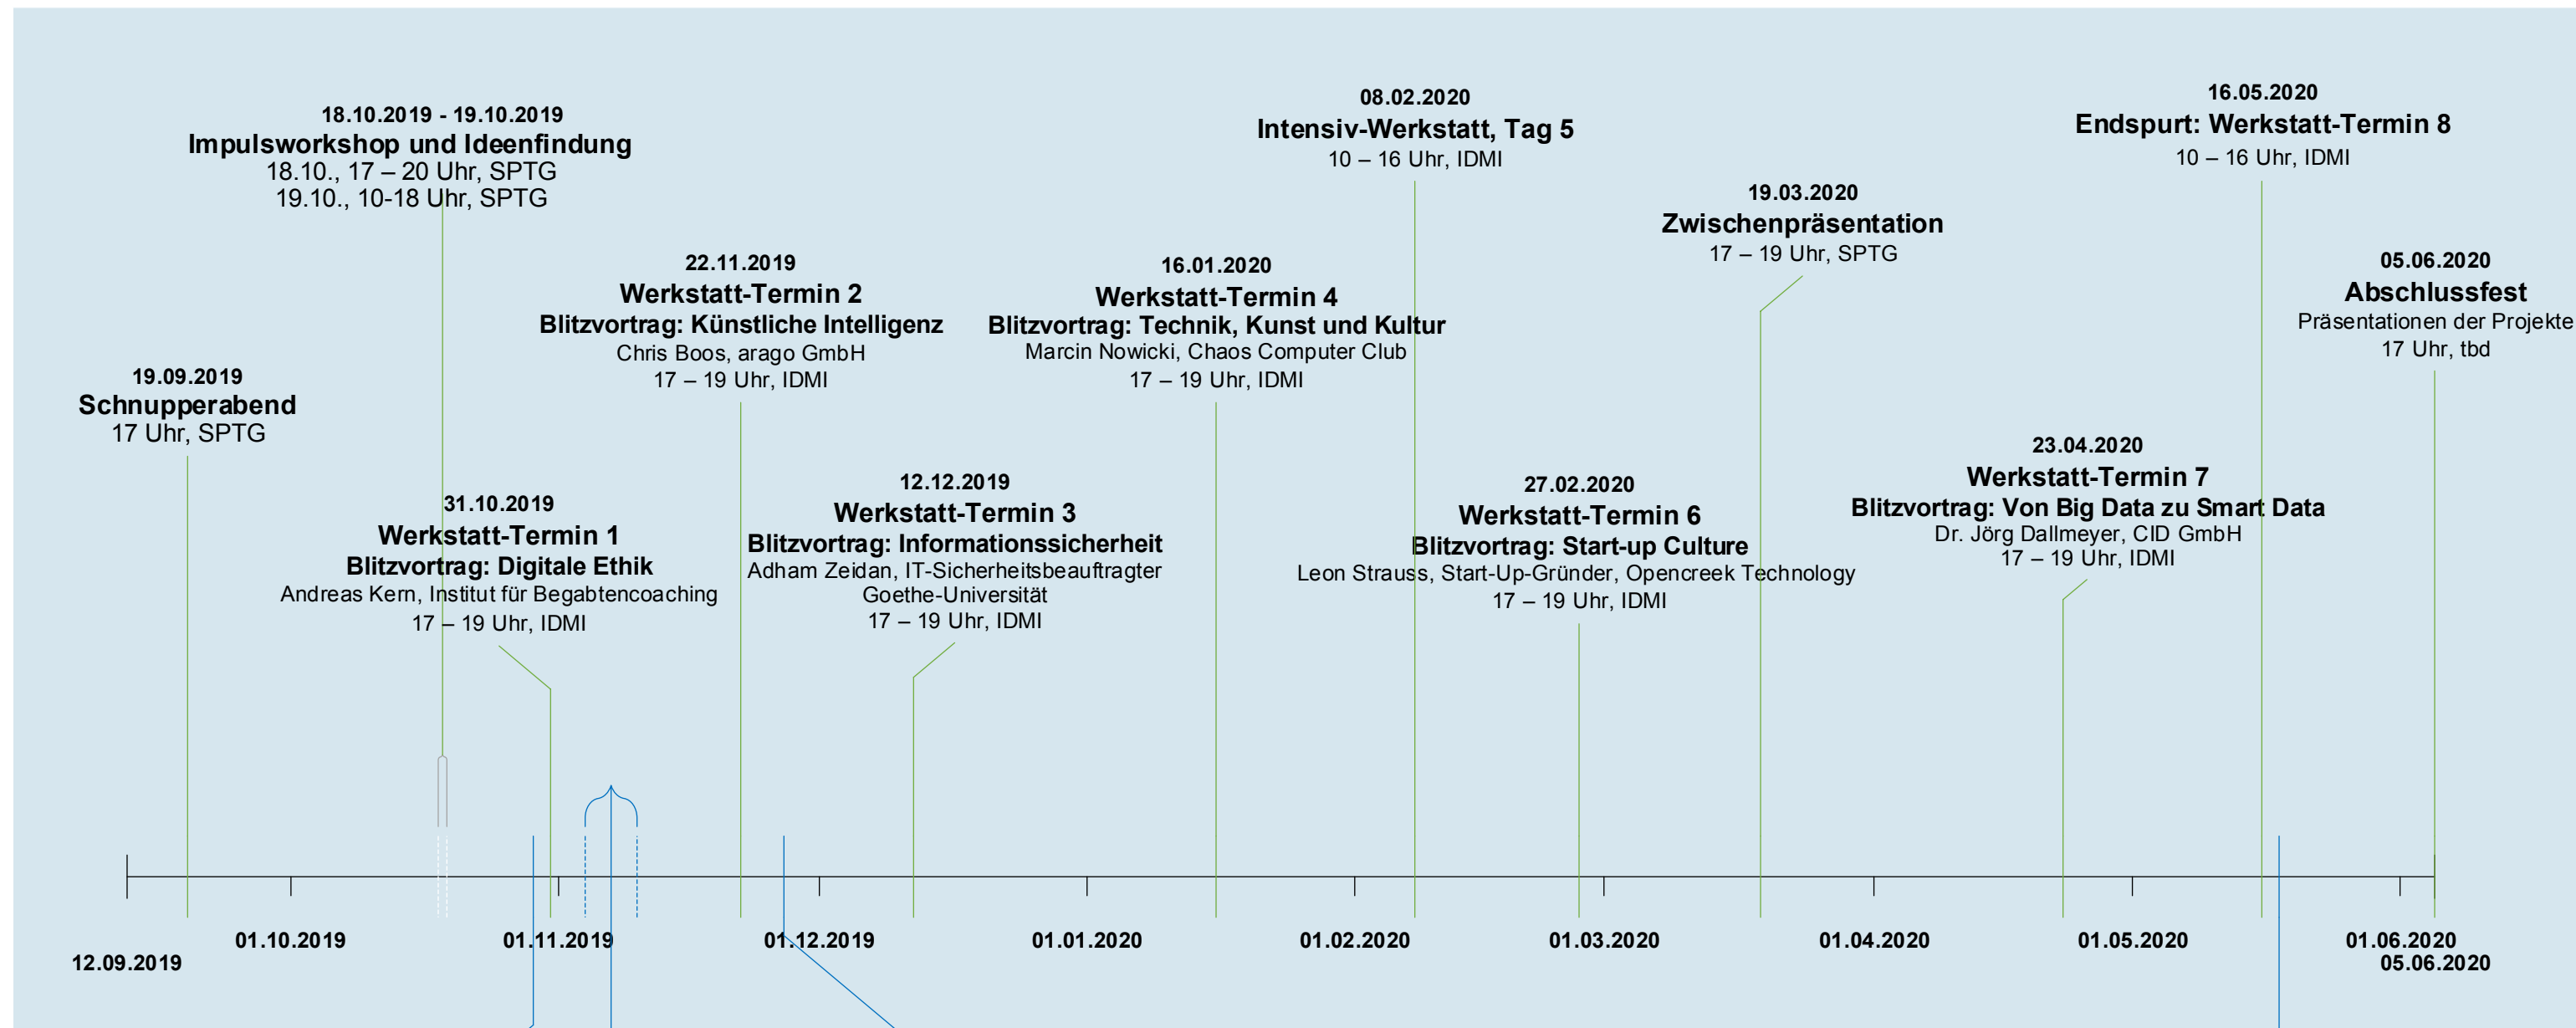 18.10.2019 - 19.10.2019
Impulsworkshop und Ideenfindung
18.10., 17 – 20 Uhr, SPTG
19.10., 10-18 Uhr, SPTG
08.02.2020
Intensiv-Werkstatt, Tag 5
10 – 16 Uhr, IDMI
16.05.2020
Endspurt: Werkstatt-Termin 8
10 – 16 Uhr, IDMI
19.03.2020
Zwischenpräsentation
17 – 19 Uhr, SPTG
22.11.2019
Werkstatt-Termin 2
Blitzvortrag: Künstliche Intelligenz
Chris Boos, arago GmbH
17 – 19 Uhr, IDMI
16.01.2020
Werkstatt-Termin 4
Blitzvortrag: Technik, Kunst und Kultur
Marcin Nowicki, Chaos Computer Club
17 – 19 Uhr, IDMI
05.06.2020
Abschlussfest
Präsentationen der Projekte
17 Uhr, tbd
19.09.2019
Schnupperabend
17 Uhr, SPTG
31.10.2019
Werkstatt-Termin 1
Blitzvortrag: Digitale Ethik
Andreas Kern, Institut für Begabtencoaching
17 – 19 Uhr, IDMI
12.12.2019
Werkstatt-Termin 3
Blitzvortrag: Informationssicherheit
Adham Zeidan, IT-Sicherheitsbeauftragter
Goethe-Universität
17 – 19 Uhr, IDMI
27.02.2020
Werkstatt-Termin 6
Blitzvortrag: Start-up Culture
Leon Strauss, Start-Up-Gründer, Opencreek Technology
17 – 19 Uhr, IDMI
23.04.2020
Werkstatt-Termin 7
Blitzvortrag: Von Big Data zu Smart Data
Dr. Jörg Dallmeyer, CID GmbH
17 – 19 Uhr, IDMI
01.10.2019
01.11.2019
01.12.2019
01.01.2020
01.02.2020
01.03.2020
01.04.2020
01.05.2020
01.06.2020
12.09.2019
05.06.2020